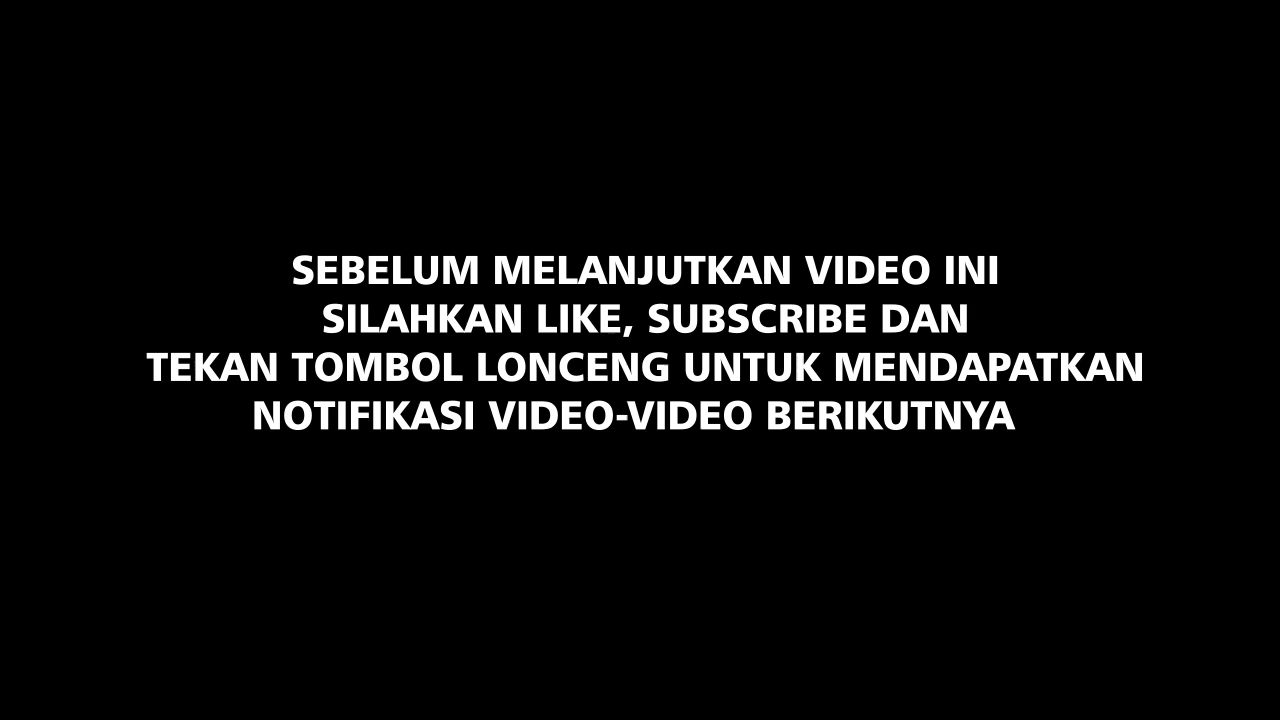 SEBELUM MELANJUTKAN VIDEO INI
SILAHKAN LIKE, SUBSCRIBE DAN
TEKAN TOMBOL LONCENG UNTUK MENDAPATKAN
NOTIFIKASI VIDEO-VIDEO BERIKUTNYA